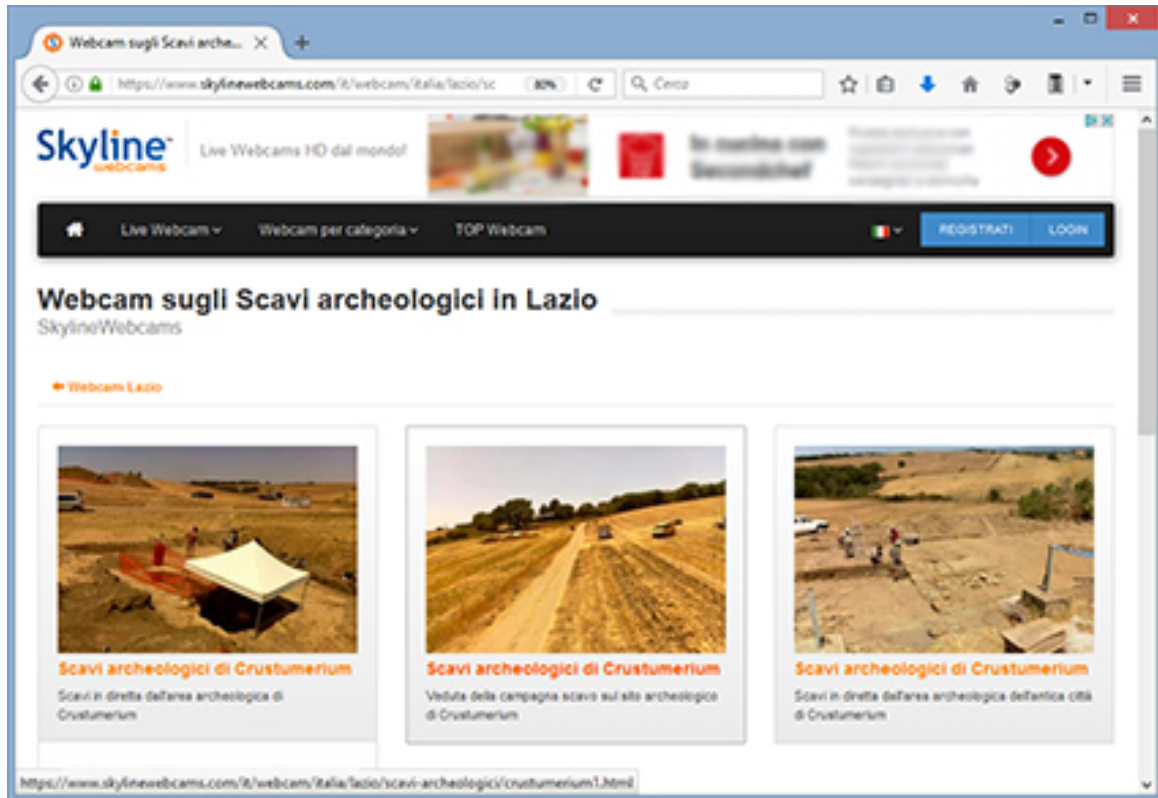 Webcam sugli Scavi arche...
https://www.skylinewebcams.com/it/webcam/italia/lazio/sc
80%
Cerca
Skyline
webcams
Live Webcams HD dal mondo!
In cucina con
Secondchef
Live Webcam
Webcam per categoria
TOP Webcam
REGISTRATI
LOGIN
Webcam sugli Scavi archeologici in Lazio
SkylineWebcams
Webcam Lazio
Scavi archeologici di Crustumerium
Scavi in diretta dall'area archeologica di
Crustumerium
Scavi archeologici di Crustumerium
Veduta della campagna scavo sul sito archeologico
di Crustumerium
Scavi archeologici di Crustumerium
Scavi in diretta dall'area archeologica dell'antica città
di Crustumerium
https://www.skylinewebcams.com/it/webcam/italia/lazio/scavi-archeologici/crustumerium1.html